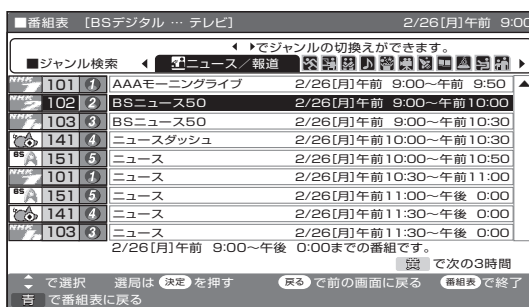 ■番組表 [BSデジタル … テレビ] 2/26[月]午前 9:00
◀ ▶でジャンルの切換えができます。
■ジャンル検索 ◀ ニュース/報道 ▶
NHK 101 1 AAAモーニングライブ 2/26[月]午前 9:00～午前 9:50
102 2 BSニュース50 2/26[月]午前 9:00～午前10:00
NHK 103 3 BSニュース50 2/26[月]午前 9:00～午前10:30
141 4 ニュースダッシュ 2/26[月]午前10:00～午前10:30
BS 151 5 ニュース 2/26[月]午前10:00～午前10:50
NHK 101 1 ニュース 2/26[月]午前10:30～午前11:00
BS 151 5 ニュース 2/26[月]午前11:00～午後 0:00
141 4 ニュース 2/26[月]午前11:00～午後 0:00
NHK 103 3 ニュース 2/26[月]午前11:30～午後 0:00
2/26[月]午前 9:00～午後 0:00までの番組です。
黄 で次の3時間
で選択 選局は 決定 を押す 戻る で前の画面に戻る 番組表 で終了
青 で番組表に戻る